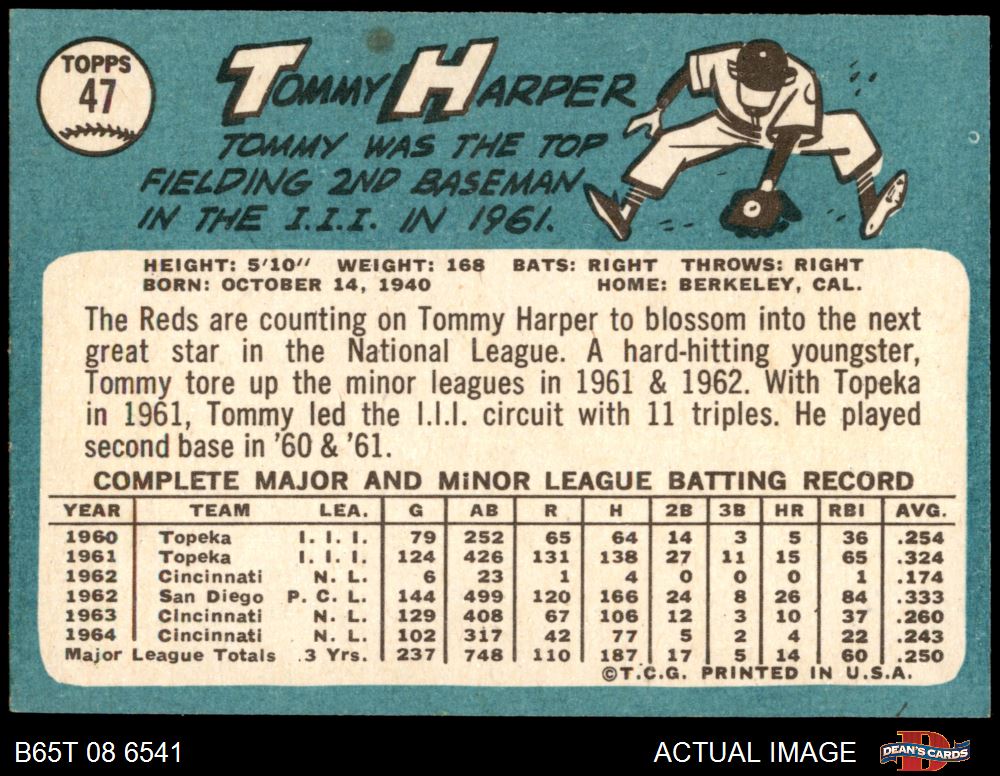 TOPPS
47
TOMMY HARPER
TOMMY WAS THE TOP
FIELDING 2ND BASEMAN
IN THE I.I.I. IN 1961.
HEIGHT: 5'10" WEIGHT: 168 BATS: RIGHT THROWS: RIGHT
BORN: OCTOBER 14, 1940 HOME: BERKELEY, CAL.
The Reds are counting on Tommy Harper to blossom into the next
great star in the National League. A hard-hitting youngster,
Tommy tore up the minor leagues in 1961 & 1962. With Topeka
in 1961, Tommy led the I.I.I. circuit with 11 triples. He played
second base in '60 & '61.
COMPLETE MAJOR AND MiNOR LEAGUE BATTING RECORD
YEAR TEAM LEA. G AB R H 2B 3B HR RBI AVG.
1960 Topeka I. I. I. 79 252 65 64 14 3 5 36 .254
1961 Topeka I. I. I. 124 426 131 138 27 11 15 65 .324
1962 Cincinnati N. L. 6 23 1 4 0 0 0 1 .174
1962 San Diego P. C. L. 144 499 120 166 24 8 26 84 .333
1963 Cincinnati N. L. 129 408 67 106 12 3 10 37 .260
1964 Cincinnati N. L. 102 317 42 77 5 2 4 22 .243
Major League Totals 3 Yrs. 237 748 110 187 17 5 14 60 .250
©T.C.G. PRINTED IN U.S.A.
B65T 08 6541 ACTUAL IMAGE DEAN'S CARDS